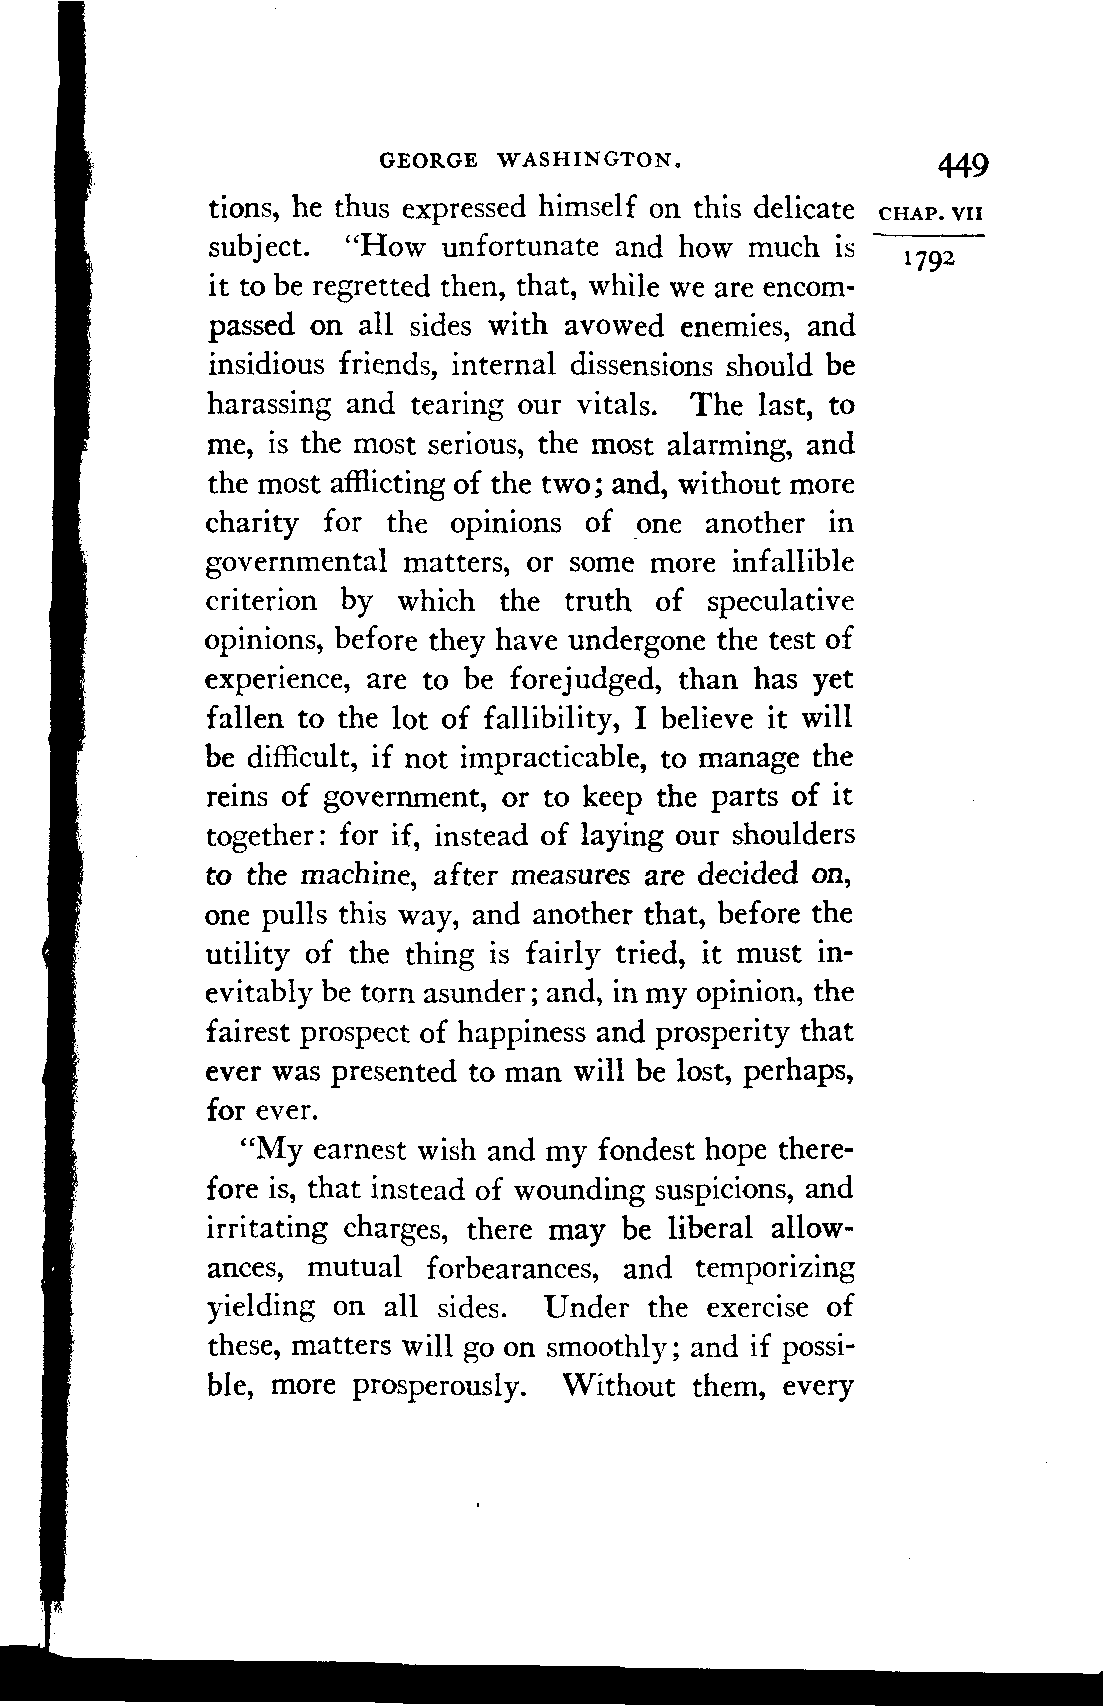 GEORGE WASHINGTON. 449
tions, he thus expressed himself on this delicate CHAP. VII
subject. “How unfortunate and how much is 1792
it to be regretted then, that, while we are encom-
passed on all sides with avowed enemies, and
insidious friends, internal dissensions should be
harassing and tearing our vitals. The last, to
me, is the most serious, the most alarming, and
the most afflicting of the two; and, without more
charity for the opinions of one another in
governmental matters, or some more infallible
criterion by which the truth of speculative
opinions, before they have undergone the test of
experience, are to be forejudged, than has yet
fallen to the lot of fallibility, I believe it will
be difficult, if not impracticable, to manage the
reins of government, or to keep the parts of it
together: for if, instead of laying our shoulders
to the machine, after measures are decided on,
one pulls this way, and another that, before the
utility of the thing is fairly tried, it must in-
evitably be torn asunder; and, in my opinion, the
fairest prospect of happiness and prosperity that
ever was presented to man will be lost, perhaps,
for ever.
“My earnest wish and my fondest hope there-
fore is, that instead of wounding suspicions, and
irritating charges, there may be liberal allow-
ances, mutual forbearances, and temporizing
yielding on all sides. Under the exercise of
these, matters will go on smoothly; and if possi-
ble, more prosperously. Without them, every